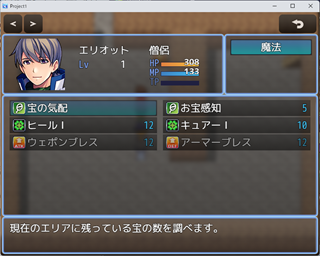 Project1
エリオット 僧侶
Lv 1
HP 308
MP 133
魔法
宝の気配 お宝感知 5
ヒールⅠ 12 キュアーⅠ 10
ウェポンブレス 12 アーマーブレス 12
現在のエリアに残っている宝の数を調べます。